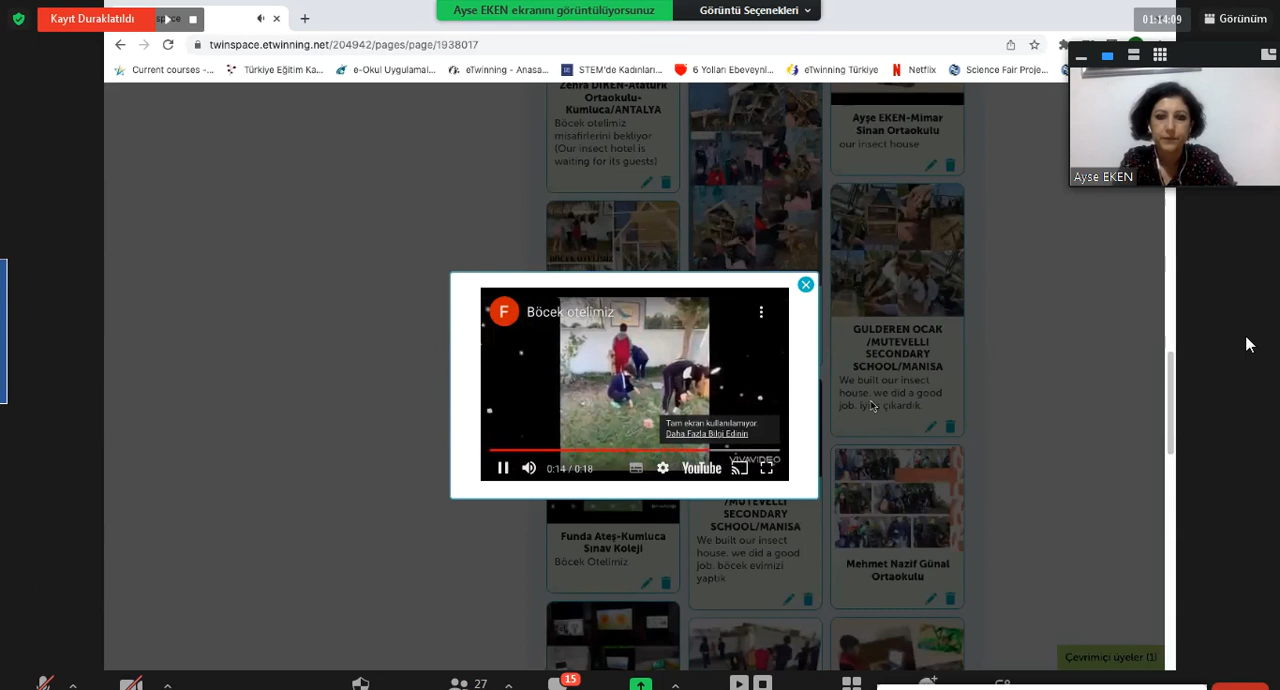 Kayıt Duraklatıldı
space
Ayse EKEN ekranını görüntülüyorsunuz
Görüntü Seçenekleri
01:14:09
Görünüm
twinspace.etwinning.net/204942/pages/page/1938017
Current courses -...
Türkiye Eğitim Ka...
e-Okul Uygulamal...
eTwinning - Anasa...
STEM'de Kadınları...
6 Yolları Ebeveynl...
eTwinning Türkiye
Netflix
Science Fair Proje...
Ayse EKEN
Zehra DİKEN-Atatürk
Ortaokulu-
Kumluca/ANTALYA
Böcek otelimiz
misafirlerini bekliyor
(Our insect hotel is
waiting for its guests)
Ayşe EKEN-Mimar
Sinan Ortaokulu
our insect house
GULDEREN OCAK
/MUTEVELLI
SECONDARY
SCHOOL/MANISA
We built our insect
house. we did a good
job.
çıkardık.
F
Böcek otelimiz
Tam ekran kullanılamıyor.
Daha Fazla Bilgi Edinin
VIVAVIDEO
0:14 / 0:18
YouTube
Funda Ateş-Kumluca
Sınav Koleji
Böcek Otelimiz
/MUTEVELLI
SECONDARY
SCHOOL/MANISA
We built our insect
house. we did a good
job. böcek evimizi
yaptık
Mehmet Nazif Günal
Ortaokulu
Çevrimiçi üyeler (1)
27
15